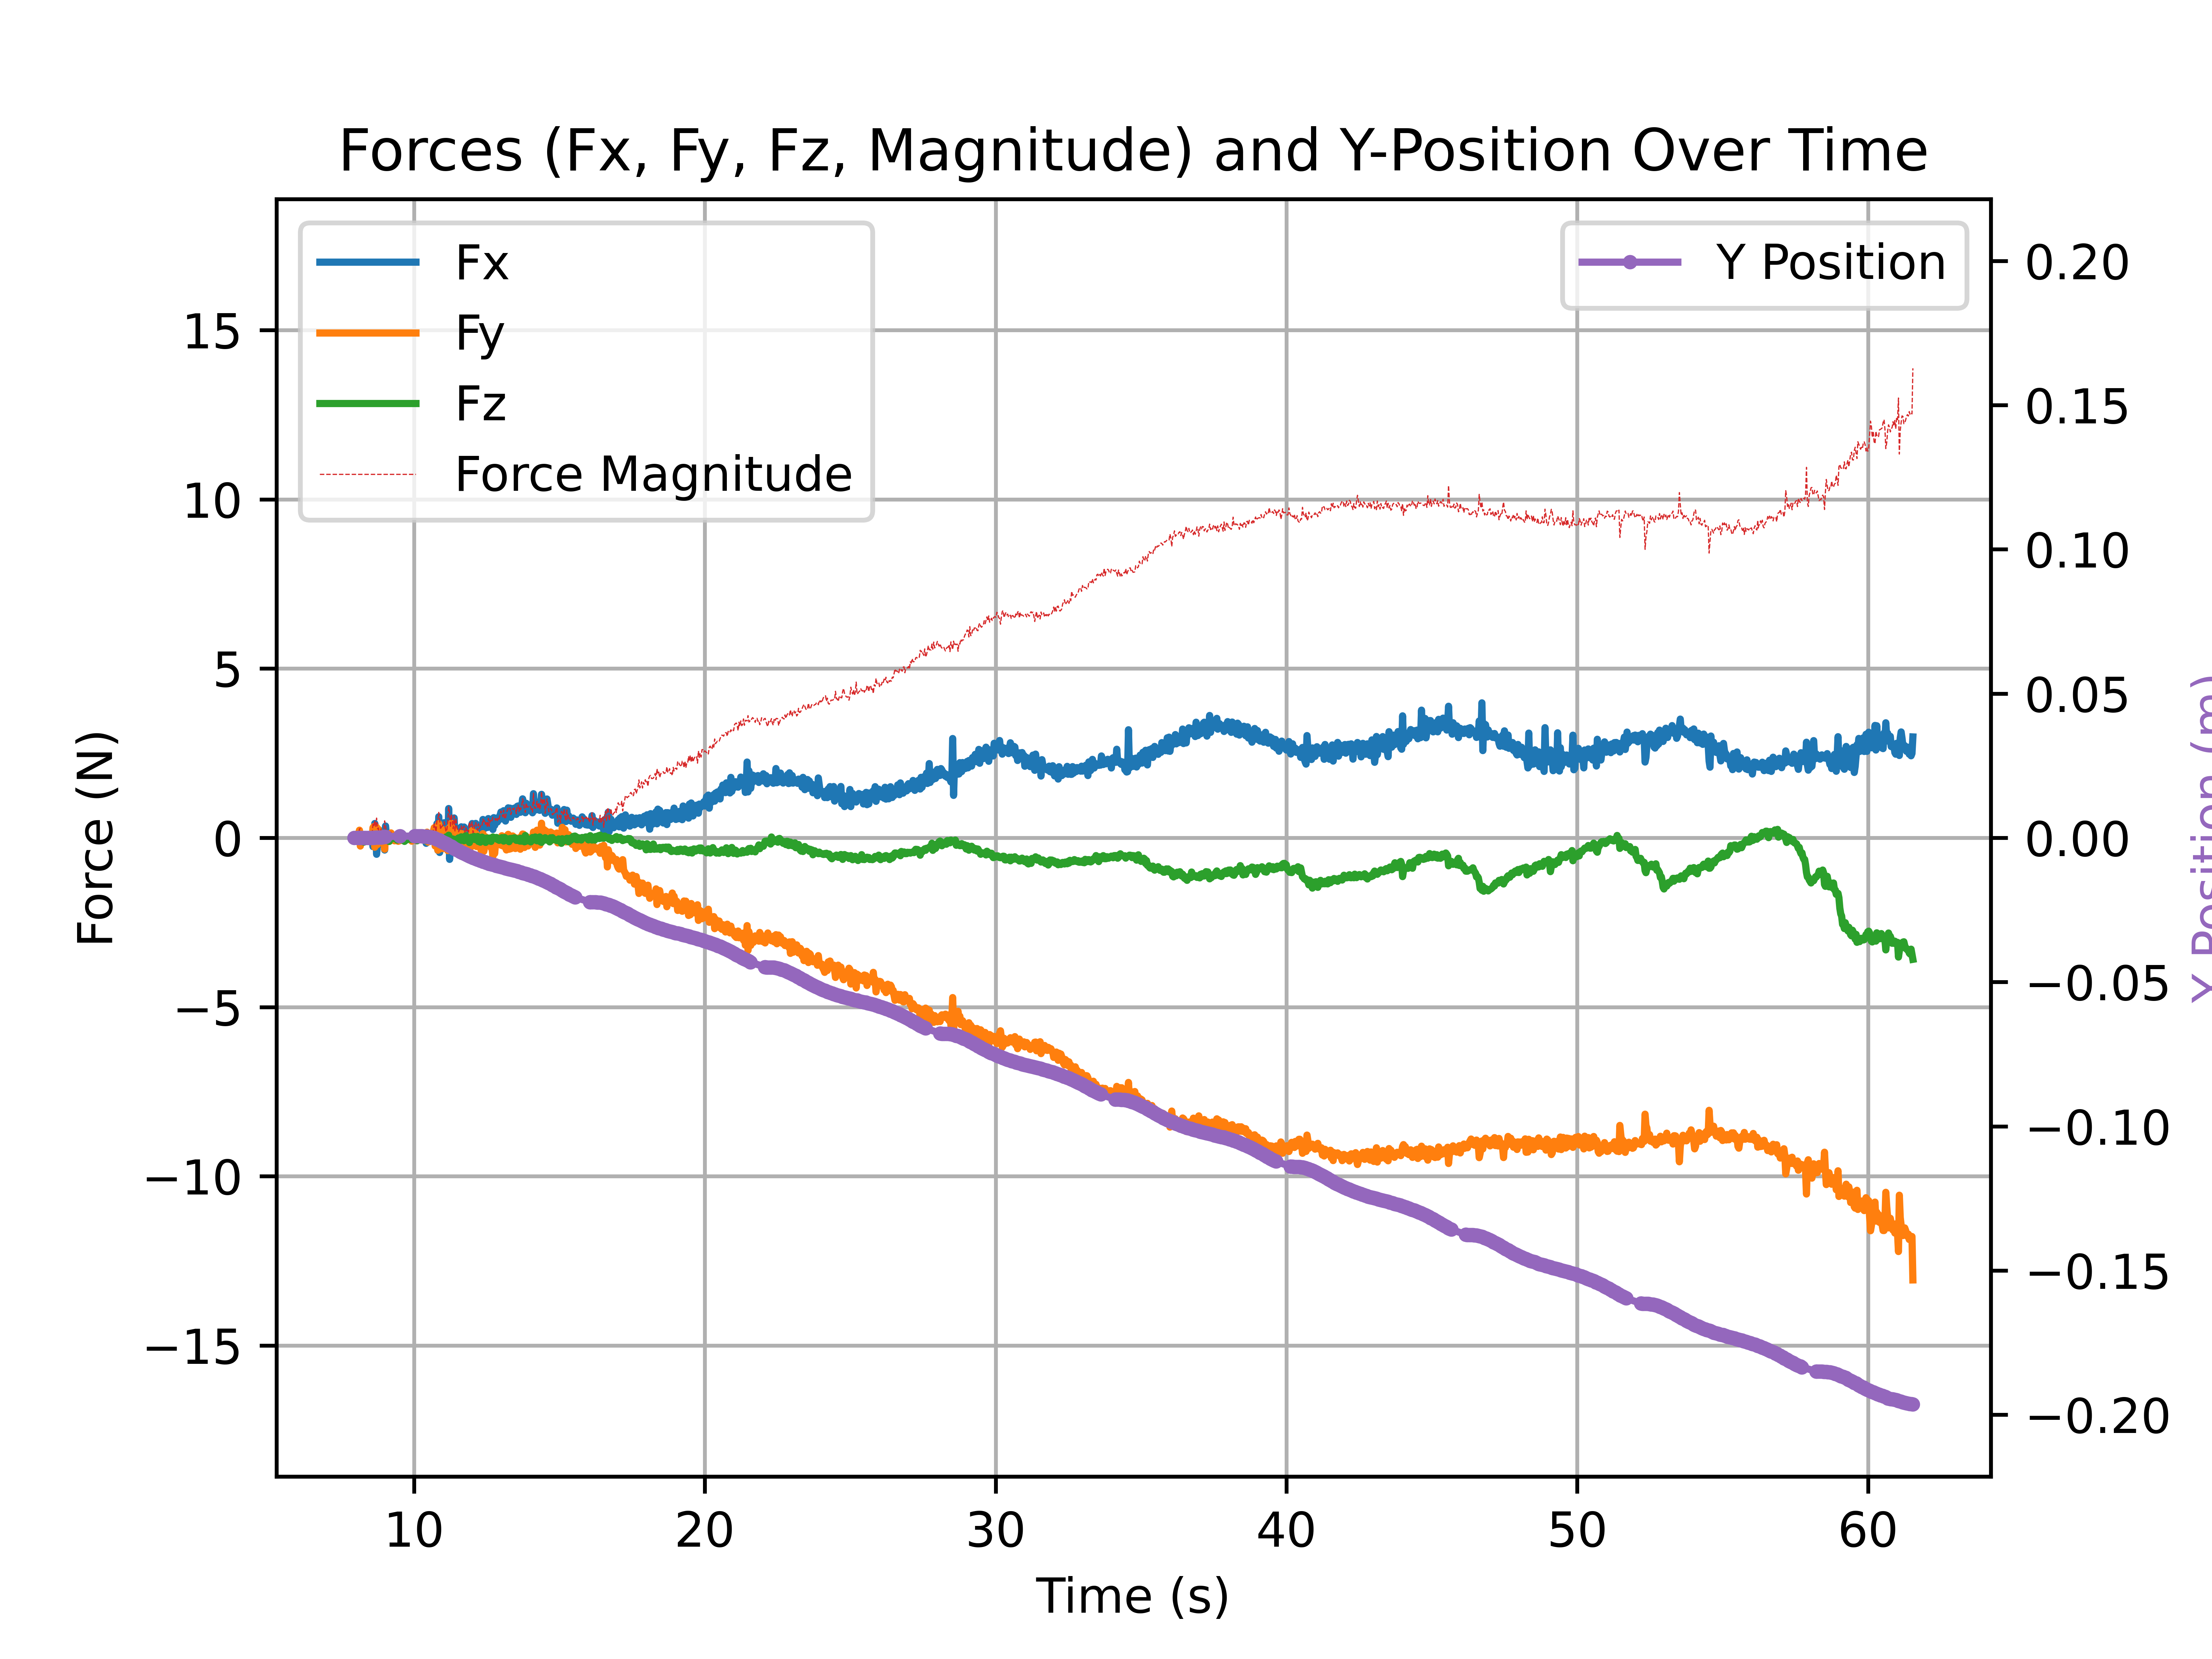 Forces (Fx, Fy, Fz, Magnitude) and Y-Position Over Time
Fx
Fy
Fz
Force Magnitude
Y Position
15
10
5
0
−5
−10
−15
Force (N)
0.20
0.15
0.10
0.05
0.00
−0.05
−0.10
−0.15
−0.20
Y Position (m)
10
20
30
40
50
60
Time (s)